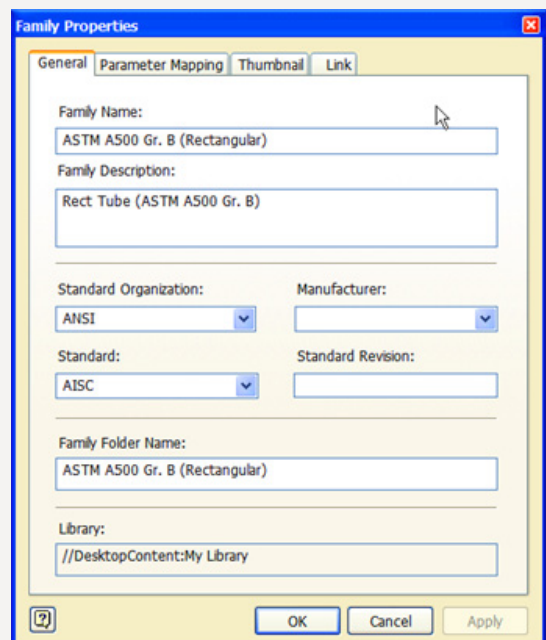 Family Properties
General Parameter Mapping Thumbnail Link
Family Name:
ASTM A500 Gr. B (Rectangular)
Family Description:
Rect Tube (ASTM A500 Gr. B)
Standard Organization: Manufacturer:
ANSI
Standard: Standard Revision:
AISC
Family Folder Name:
ASTM A500 Gr. B (Rectangular)
Library:
//DesktopContent:My Library
? OK Cancel Apply